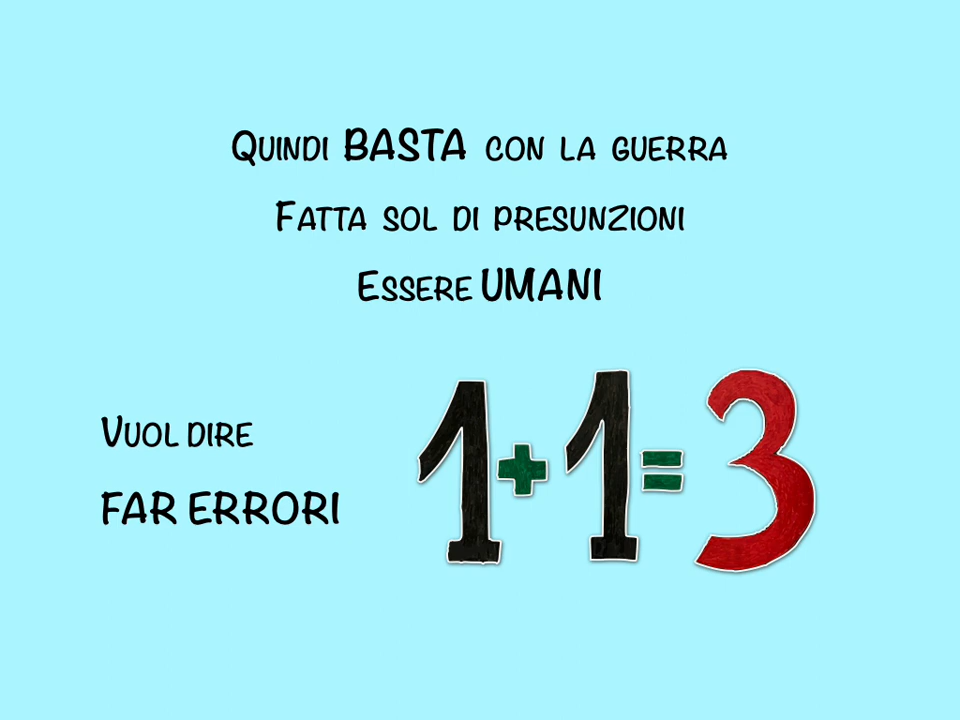 Quindi BASTA con la guerra
Fatta sol di presunzioni
Essere UMANI
Vuol dire
FAR ERRORI
1+1=3